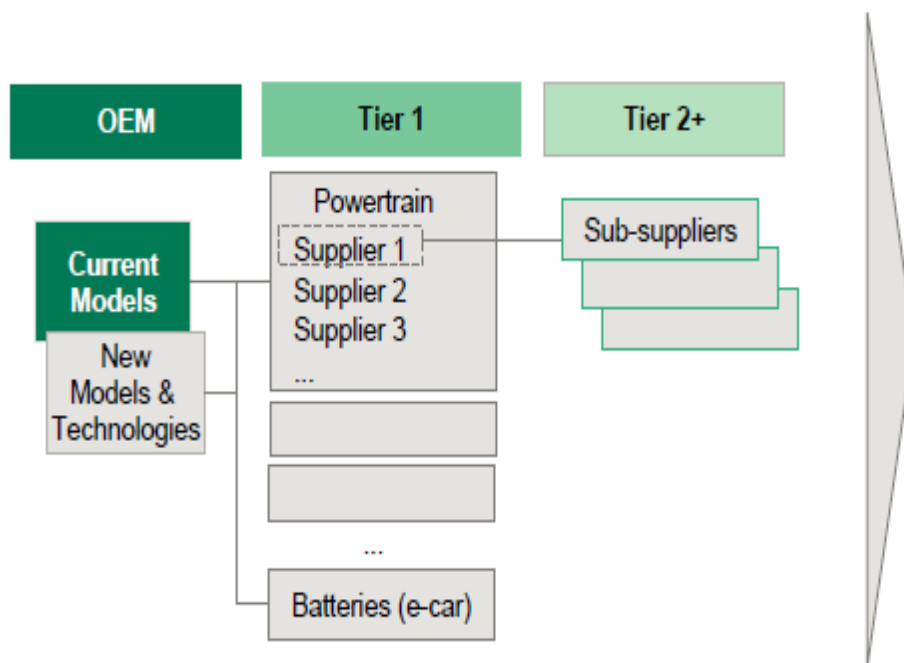 OEM
Tier 1
Tier 2+
Current
Models
New
Models &
Technologies
Powertrain
Supplier 1
Supplier 2
Supplier 3
...
...
Batteries (e-car)
Sub-suppliers